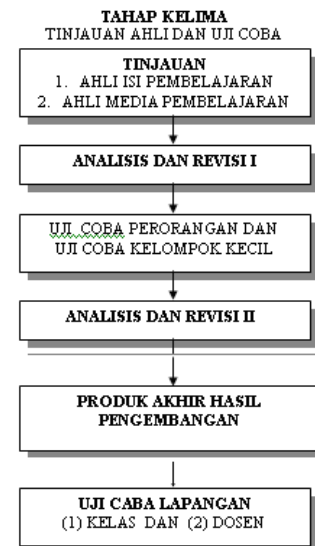 TAHAP KELIMA
TINJAUAN AHLI DAN UJI COBA
TINJAUAN
1. AHLI ISI PEMBELAJARAN
2. AHLI MEDIA PEMBELAJARAN
ANALISIS DAN REVISI I
UJI COBA PERORANGAN DAN
UJI COBA KELOMPOK KECIL
ANALISIS DAN REVISI II
PRODUK AKHIR HASIL
PENGEMBANGAN
UJI CABA LAPANGAN
(1) KELAS DAN (2) DOSEN